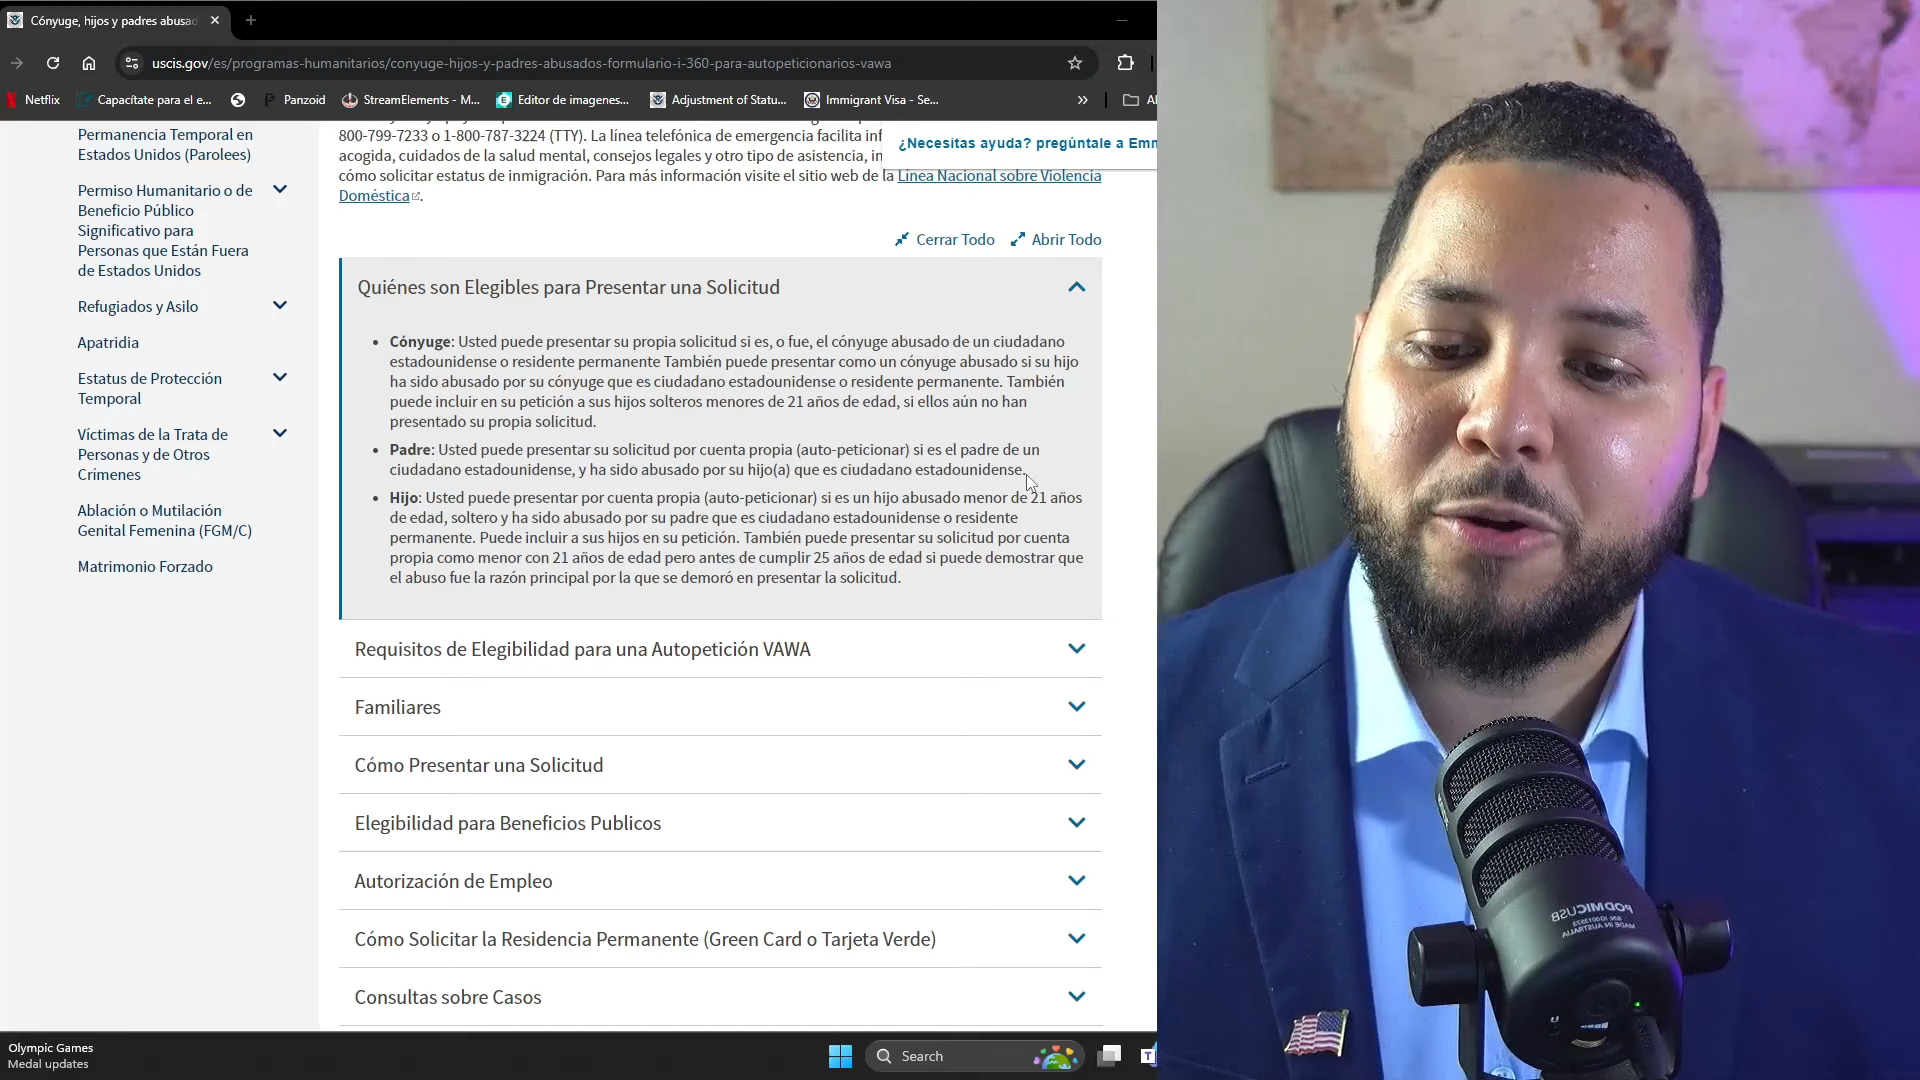 Cónyuge, hijos y padres abusad
uscis.gov/es/programas-humanitarios/conyuge-hijos-y-padres-abusados-formulario-i-360-para-autopeticionarios-vawa
Netflix
Capacítate para el e...
Panzoid
StreamElements - M...
Editor de imagenes...
Adjustment of Statu...
Immigrant Visa - Se...
Permanencia Temporal en
Estados Unidos (Parolees)
Permiso Humanitario o de
Beneficio Público
Significativo para
Personas que Están Fuera
de Estados Unidos
Refugiados y Asilo
Apatridia
Estatus de Protección
Temporal
Víctimas de la Trata de
Personas y de Otros
Crímenes
Ablación o Mutilación
Genital Femenina (FGM/C)
Matrimonio Forzado
800-799-7233 o 1-800-787-3224 (TTY). La línea telefónica de emergencia facilita inf
acogida, cuidados de la salud mental, consejos legales y otro tipo de asistencia, in
cómo solicitar estatus de inmigración. Para más información visite el sitio web de la Línea Nacional sobre Violencia
Doméstica.
¿Necesitas ayuda? pregúntale a Emm
Cerrar Todo
Abrir Todo
Quiénes son Elegibles para Presentar una Solicitud
• Cónyuge: Usted puede presentar su propia solicitud si es, o fue, el cónyuge abusado de un ciudadano
estadounidense o residente permanente También puede presentar como un cónyuge abusado si su hijo
ha sido abusado por su cónyuge que es ciudadano estadounidense o residente permanente. También
puede incluir en su petición a sus hijos solteros menores de 21 años de edad, si ellos aún no han
presentado su propia solicitud.
• Padre: Usted puede presentar su solicitud por cuenta propia (auto-peticionar) si es el padre de un
ciudadano estadounidense, y ha sido abusado por su hijo(a) que es ciudadano estadounidense.
• Hijo: Usted puede presentar por cuenta propia (auto-peticionar) si es un hijo abusado menor de 21 años
de edad, soltero y ha sido abusado por su padre que es ciudadano estadounidense o residente
permanente. Puede incluir a sus hijos en su petición. También puede presentar su solicitud por cuenta
propia como menor con 21 años de edad pero antes de cumplir 25 años de edad si puede demostrar que
el abuso fue la razón principal por la que se demoró en presentar la solicitud.
Requisitos de Elegibilidad para una Autopetición VAWA
Familiares
Cómo Presentar una Solicitud
Elegibilidad para Beneficios Publicos
Autorización de Empleo
Cómo Solicitar la Residencia Permanente (Green Card o Tarjeta Verde)
Consultas sobre Casos
Olympic Games
Medal updates
Search
PODMICUSB
MADE IN AUSTRALIA